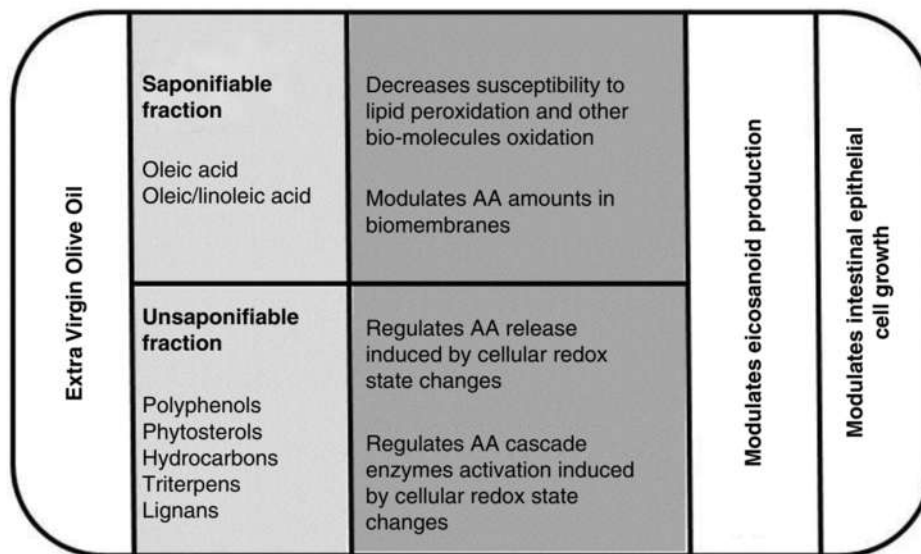 Extra Virgin Olive Oil
Saponifiable
fraction
Oleic acid
Oleic/linoleic acid
Decreases susceptibility to
lipid peroxidation and other
bio-molecules oxidation
Modulates AA amounts in
biomembranes
Unsaponifiable
fraction
Polyphenols
Phytosterols
Hydrocarbons
Triterpens
Lignans
Regulates AA release
induced by cellular redox
state changes
Regulates AA cascade
enzymes activation induced
by cellular redox state
changes
Modulates eicosanoid production
Modulates intestinal epithelial
cell growth